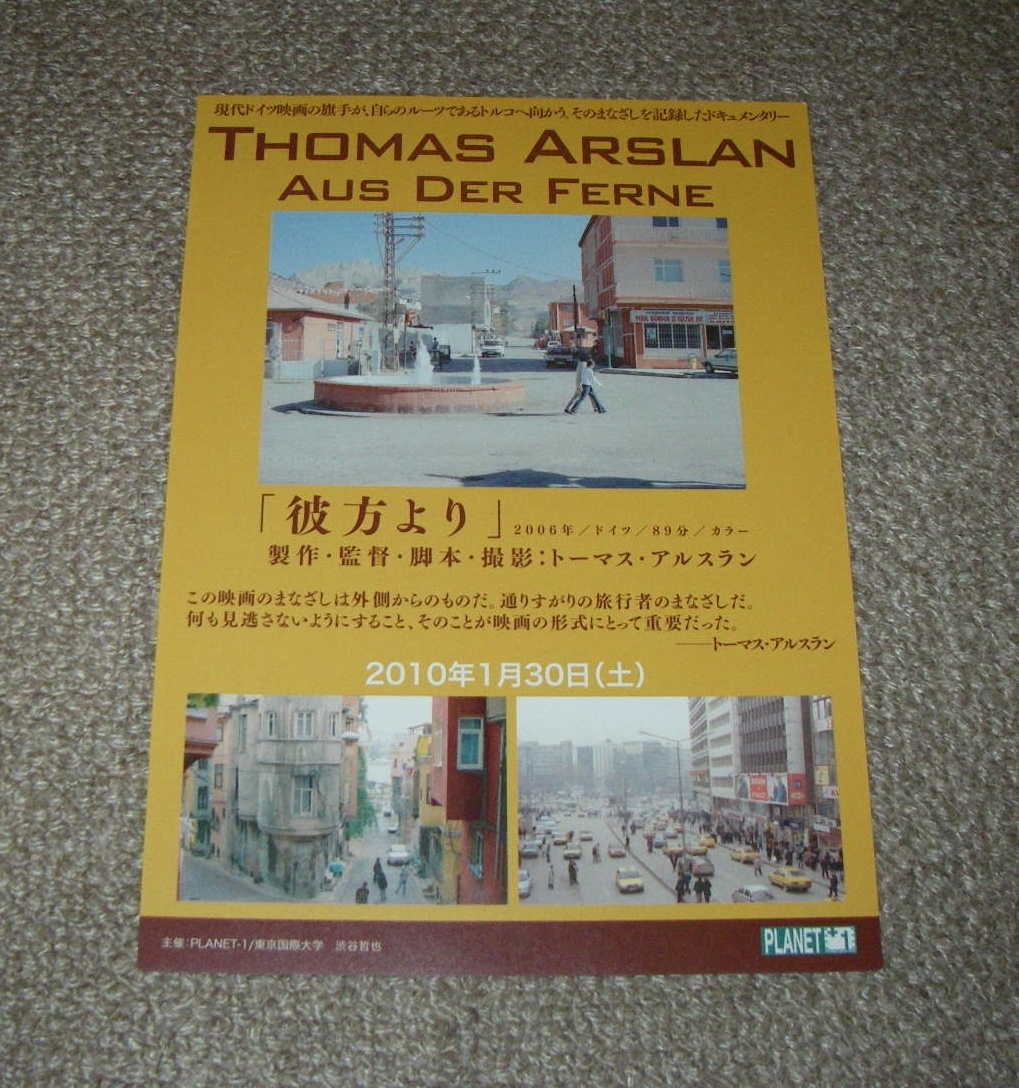 現代ドイツ映画の旗手が、自らのルーツであるトルコへ向かう。そのまなざしを記録したドキュメンタリー
THOMAS ARSLAN
AUS DER FERNE
「彼方より」 2006年／ドイツ／89分／カラー
製作・監督・脚本・撮影：トーマス・アルスラン
この映画のまなざしは外側からのものだ。通りすがりの旅行者のまなざしだ。
何も見逃さないようにすること、そのことが映画の形式にとって重要だった。
──トーマス・アルスラン
2010年1月30日（土）
主催：PLANET-1/東京国際大学　渋谷哲也
PLANET 1